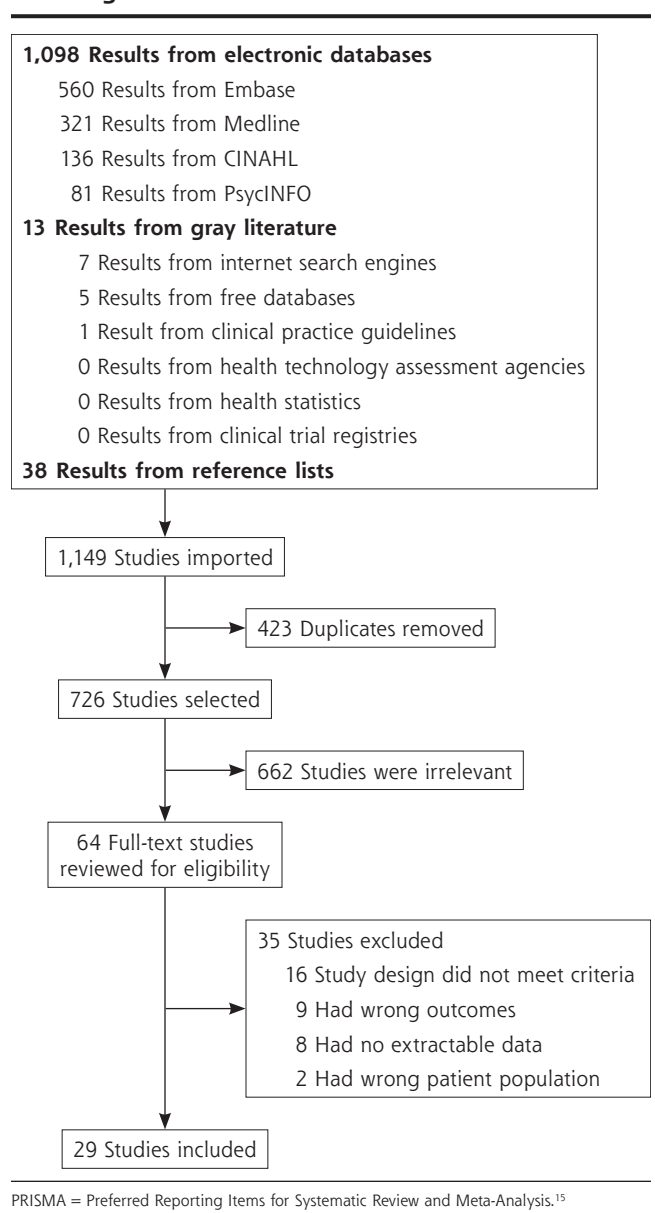 1,098 Results from electronic databases
560 Results from Embase
321 Results from Medline
136 Results from CINAHL
81 Results from PsycINFO
13 Results from gray literature
7 Results from internet search engines
5 Results from free databases
1 Result from clinical practice guidelines
0 Results from health technology assessment agencies
0 Results from health statistics
0 Results from clinical trial registries
38 Results from reference lists
1,149 Studies imported
423 Duplicates removed
726 Studies selected
662 Studies were irrelevant
64 Full-text studies
reviewed for eligibility
35 Studies excluded
16 Study design did not meet criteria
9 Had wrong outcomes
8 Had no extractable data
2 Had wrong patient population
29 Studies included
PRISMA = Preferred Reporting Items for Systematic Review and Meta-Analysis.15